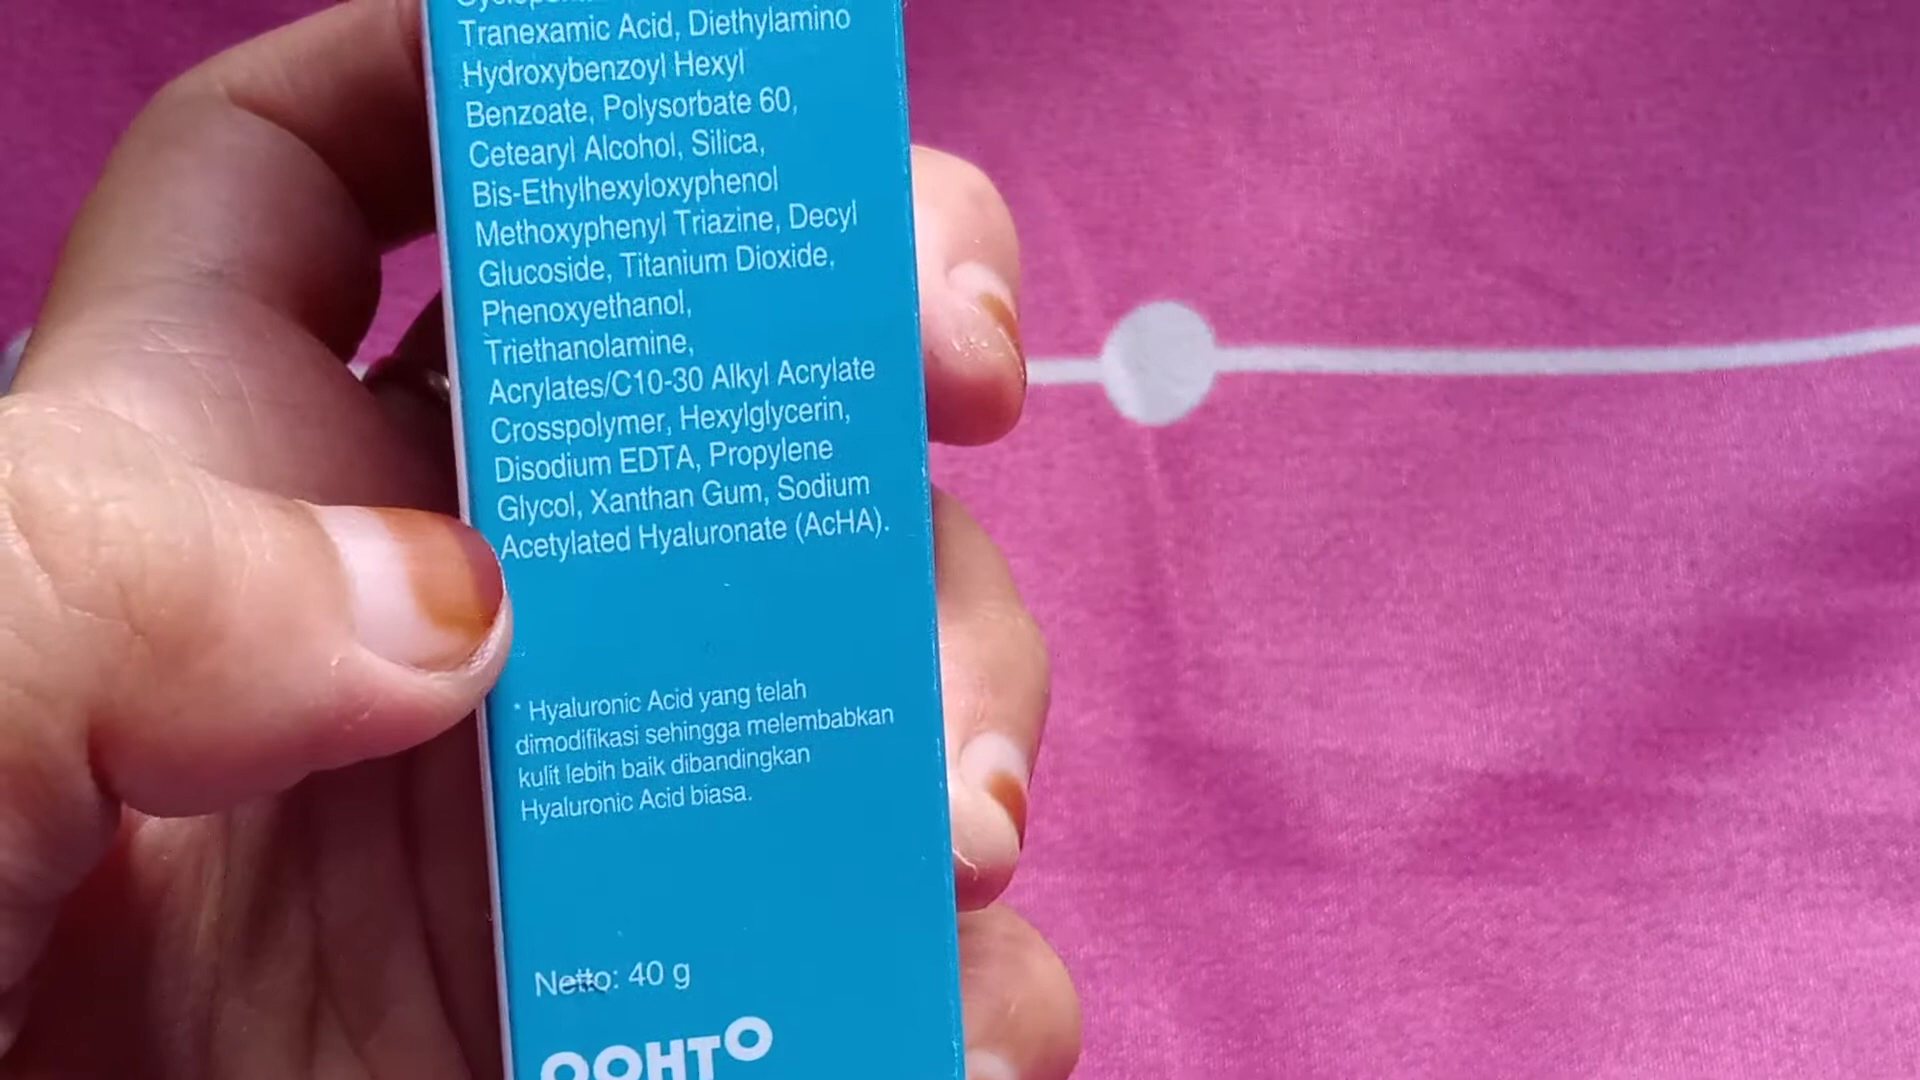 Tranexamic Acid, Diethylamino
Hydroxybenzoyl Hexyl
Benzoate, Polysorbate 60,
Cetearyl Alcohol, Silica,
Bis-Ethylhexyloxyphenol
Methoxyphenyl Triazine, Decyl
Glucoside, Titanium Dioxide,
Phenoxyethanol,
Triethanolamine,
Acrylates/C10-30 Alkyl Acrylate
Crosspolymer, Hexylglycerin,
Disodium EDTA, Propylene
Glycol, Xanthan Gum, Sodium
Acetylated Hyaluronate (AcHA).
* Hyaluronic Acid yang telah
dimodifikasi sehingga melembabkan
kulit lebih baik dibandingkan
Hyaluronic Acid biasa.
Netto: 40 g
ROHTO